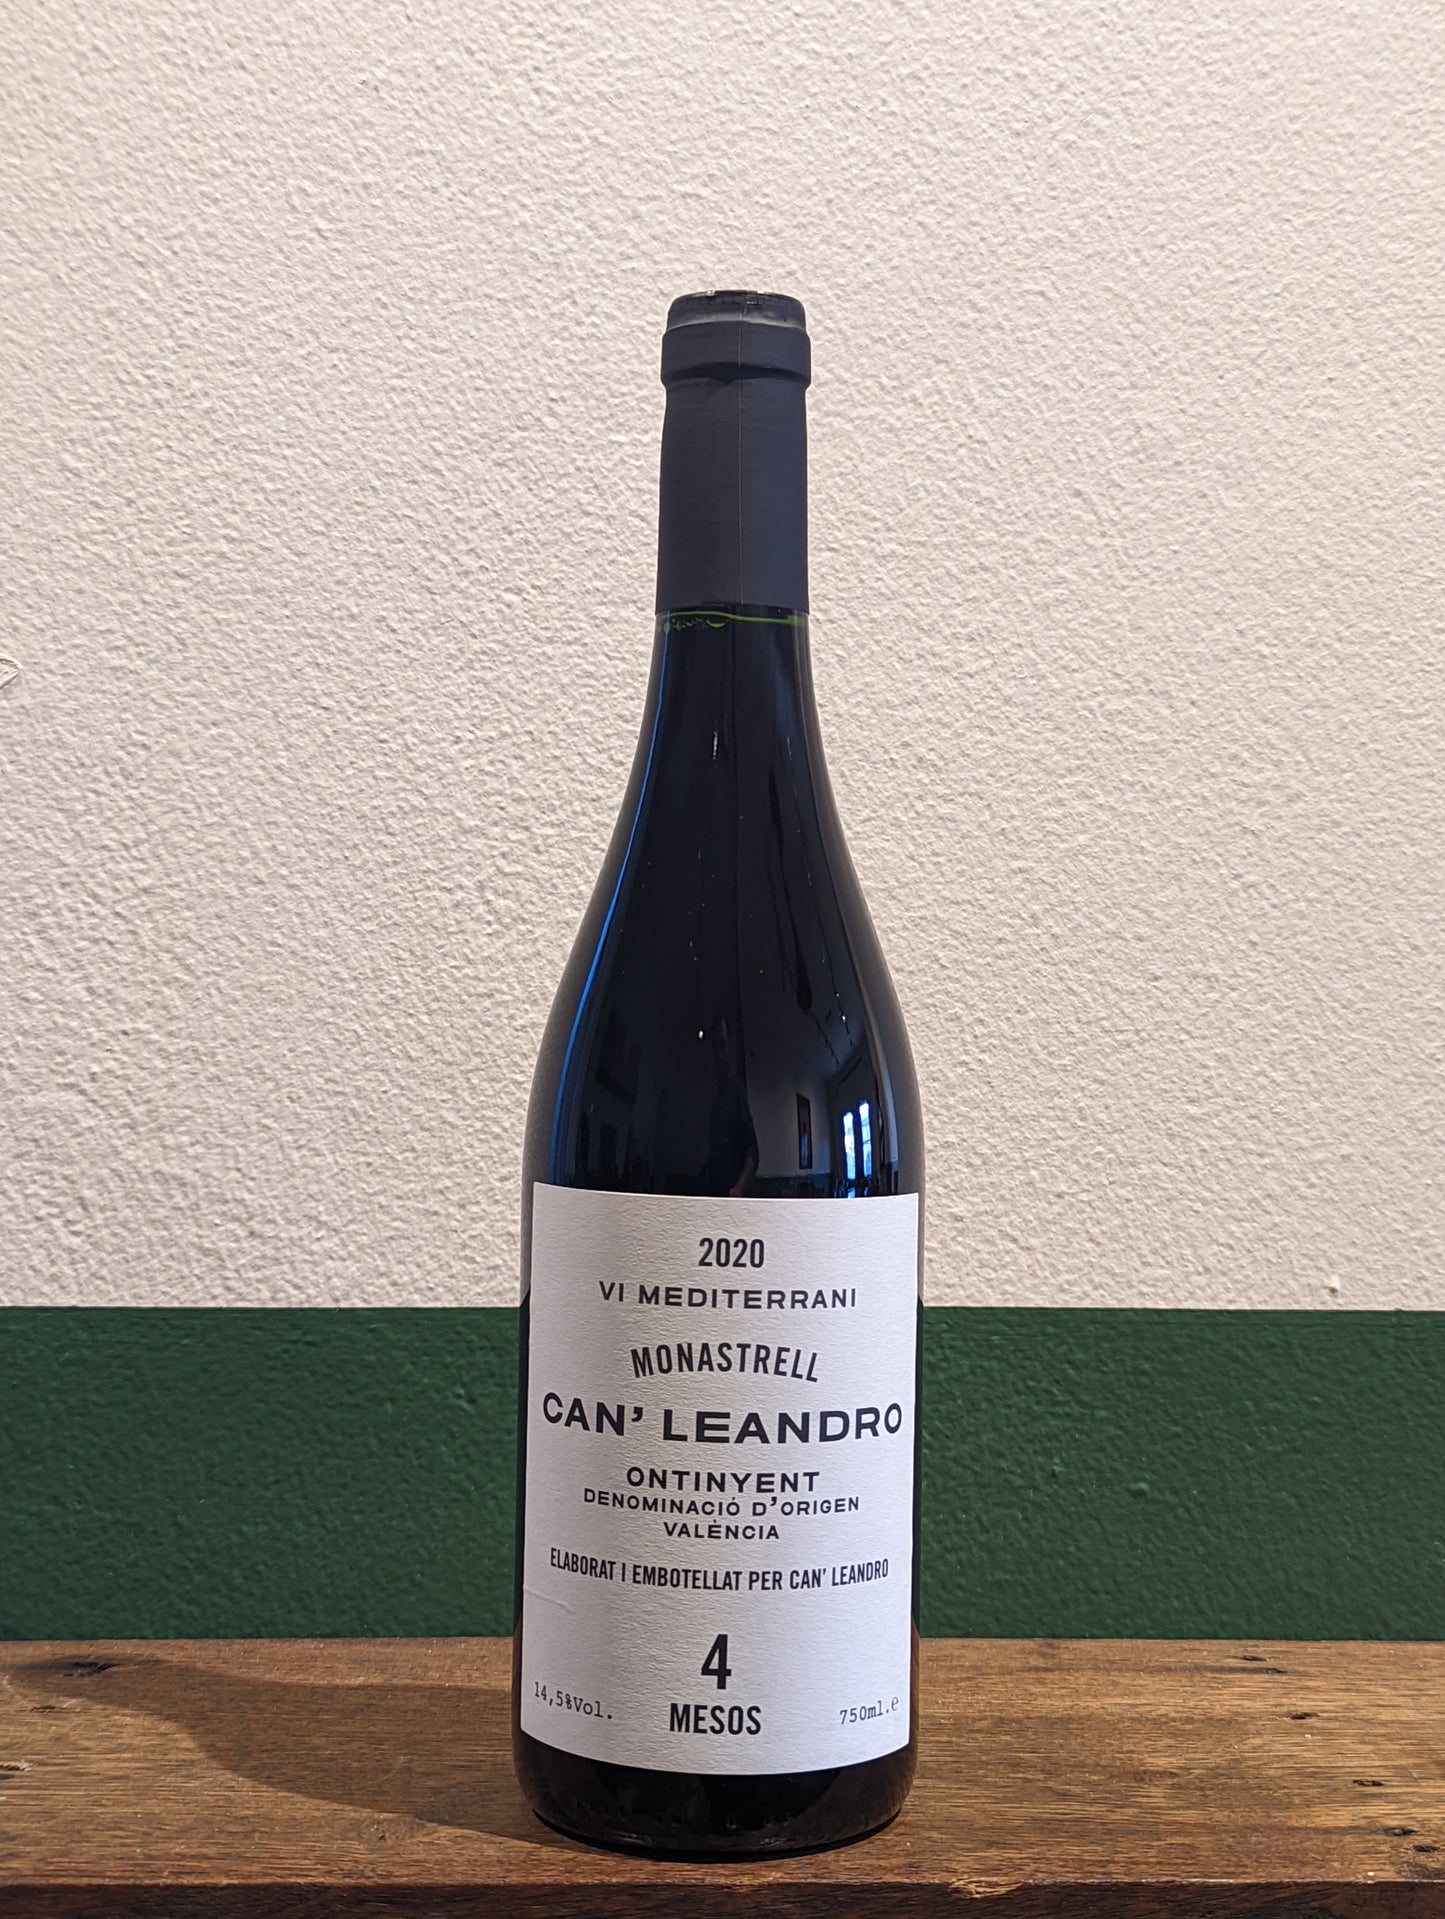 2020
VI MEDITERRANI
MONASTRELL
CAN' LEANDRO
ONTINYENT
DENOMINACIÓ D'ORIGEN
VALÈNCIA
ELABORAT I EMBOTELLAT PER CAN' LEANDRO
4
MESOS
14,5%Vol.
750ml.e